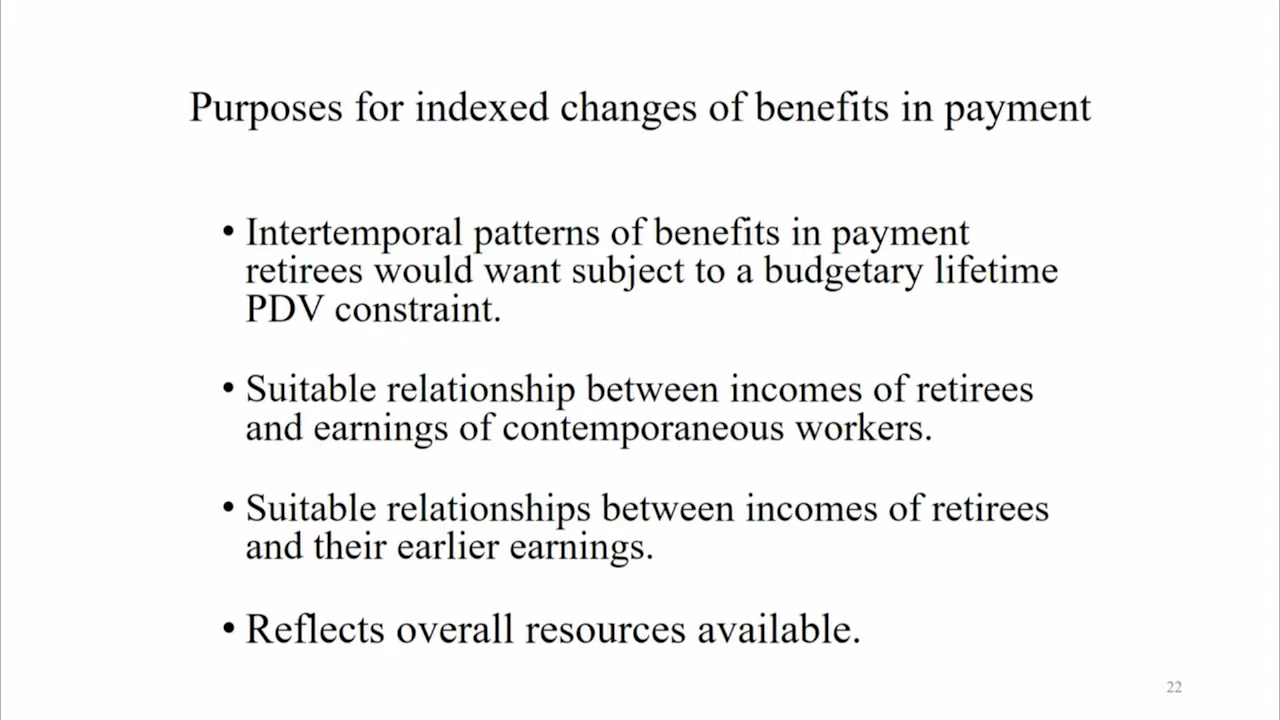 Purposes for indexed changes of benefits in payment
• Intertemporal patterns of benefits in payment
retirees would want subject to a budgetary lifetime
PDV constraint.
• Suitable relationship between incomes of retirees
and earnings of contemporaneous workers.
• Suitable relationships between incomes of retirees
and their earlier earnings.
• Reflects overall resources available.
22